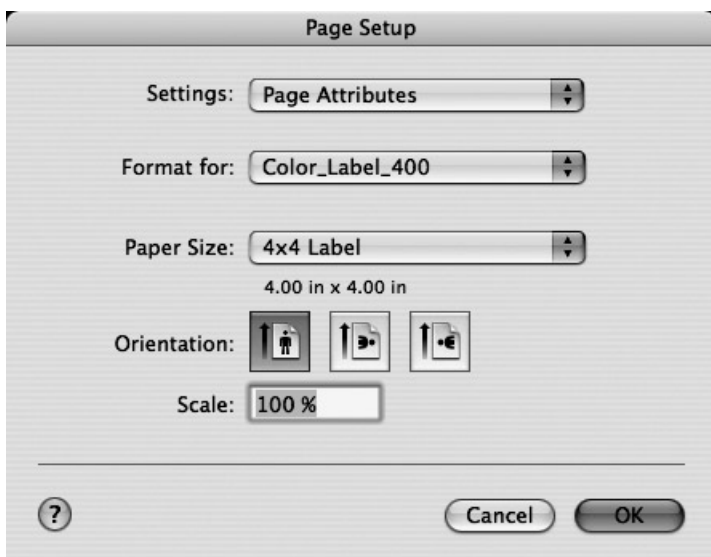 Page Setup
Settings: Page Attributes
Format for: Color_Label_400
Paper Size: 4x4 Label
4.00 in x 4.00 in
Orientation:
Scale: 100 %
? Cancel OK